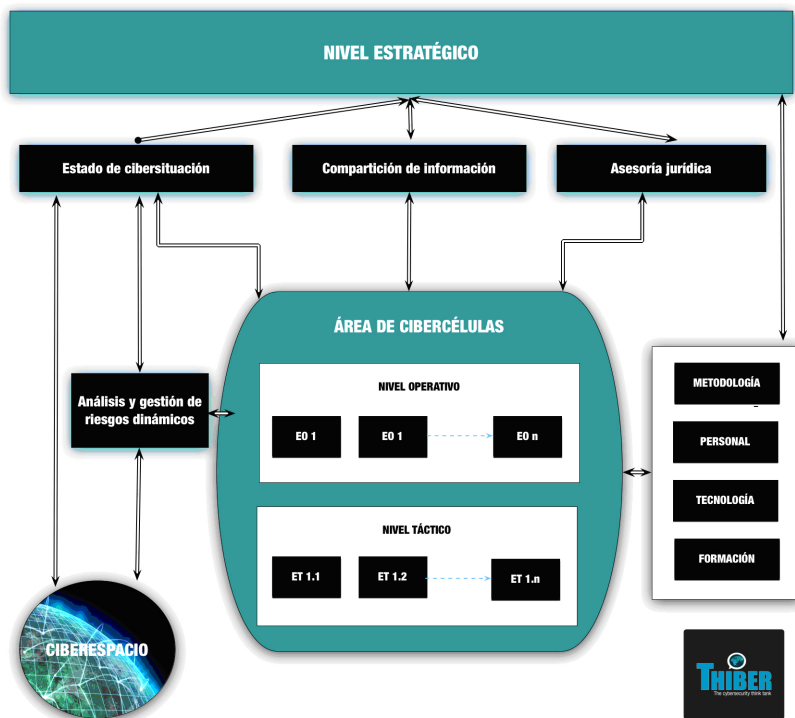 NIVEL ESTRATÉGICO
Estado de cibersituación
Compartición de información
Asesoría jurídica
ÁREA DE CIBERCÉLULAS
NIVEL OPERATIVO
EO 1
EO 1
EO n
NIVEL TÁCTICO
ET 1.1
ET 1.2
ET 1.n
Análisis y gestión de
riesgos dinámicos
CIBERESPACIO
METODOLOGÍA
PERSONAL
TECNOLOGÍA
FORMACIÓN
THIBER
The cybersecurity think tank